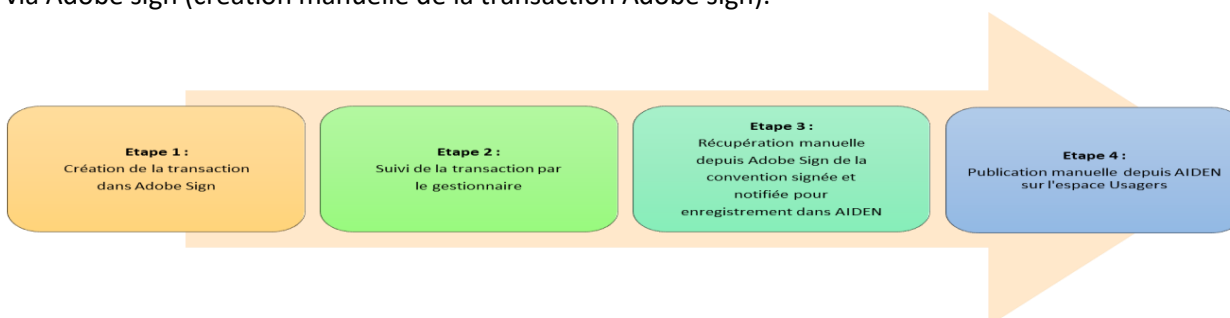 via Adobe sign (création manuelle de la transaction Adobe sign).
Etape 1 :
Création de la transaction
dans Adobe Sign
Etape 2 :
Suivi de la transaction par
le gestionnaire
Etape 3 :
Récupération manuelle
depuis Adobe Sign de la
convention signée et
notifiée pour
enregistrement dans AIDEN
Etape 4 :
Publication manuelle depuis AIDEN
sur l'espace Usagers